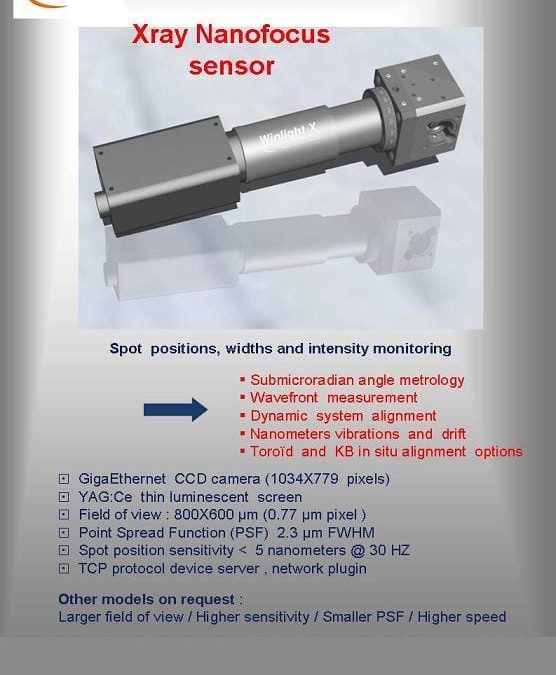 Xray Nanofocus
sensor
Winlight X
Spot positions, widths and intensity monitoring
▪ Submicroradian angle metrology
▪ Wavefront measurement
▪ Dynamic system alignment
▪ Nanometers vibrations and drift
▪ Toroïd and KB in situ alignment options
⊡ GigaEthernet CCD camera (1034X779 pixels)
⊡ YAG:Ce thin luminescent screen
⊡ Field of view : 800X600 µm (0.77 µm pixel )
⊡ Point Spread Function (PSF) 2.3 µm FWHM
⊡ Spot position sensitivity < 5 nanometers @ 30 HZ
⊡ TCP protocol device server , network plugin
Other models on request :
Larger field of view / Higher sensitivity / Smaller PSF / Higher speed